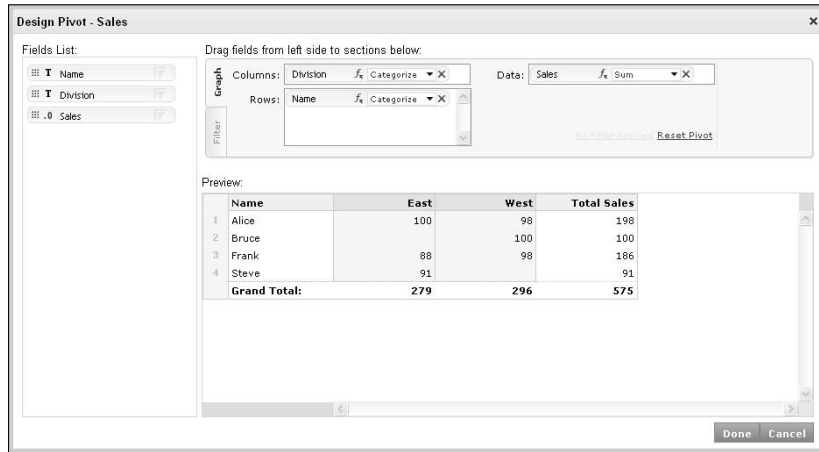 Design Pivot - Sales x
Fields List: Drag fields from left side to sections below:
T Name
T Division
.0 Sales
Graph
Filter
Columns: Division fx Categorize X Data: Sales fx Sum X
Rows: Name fx Categorize X
No Filter Applied Reset Pivot
Preview:
Name East West Total Sales
1 Alice 100 98 198
2 Bruce 100 100
3 Frank 88 98 186
4 Steve 91 91
Grand Total: 279 296 575
Done Cancel